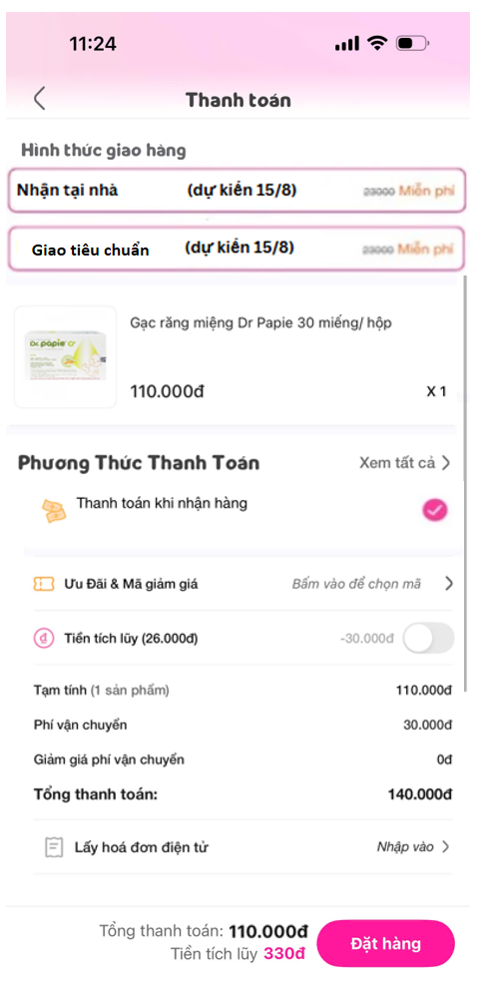 11:24
Thanh toán
Hình thức giao hàng
Nhận tại nhà (dự kiến 15/8) 23000 Miễn phí
Giao tiêu chuẩn (dự kiến 15/8) 23000 Miễn phí
Dr.papie
Gạc răng miệng Dr Papie 30 miếng/ hộp
110.000đ X 1
Phương Thức Thanh Toán Xem tất cả
Thanh toán khi nhận hàng
Ưu Đãi & Mã giảm giá Bấm vào để chọn mã
đ Tiền tích lũy (26.000đ) -30.000đ
Tạm tính (1 sản phẩm) 110.000đ
Phí vận chuyển 30.000đ
Giảm giá phí vận chuyển 0đ
Tổng thanh toán: 140.000đ
Lấy hoá đơn điện tử Nhập vào
Tổng thanh toán: 110.000đ
Tiền tích lũy 330đ
Đặt hàng